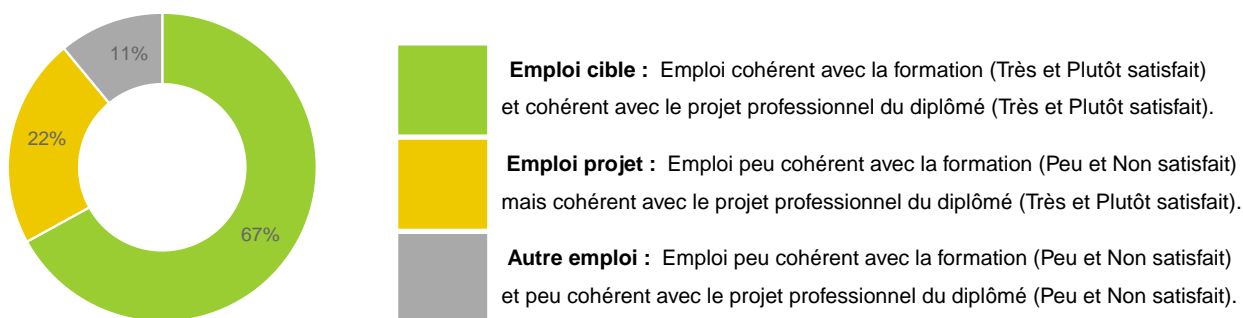 11%
22%
67%
Emploi cible : Emploi cohérent avec la formation (Très et Plutôt satisfait)
et cohérent avec le projet professionnel du diplômé (Très et Plutôt satisfait).
Emploi projet : Emploi peu cohérent avec la formation (Peu et Non satisfait)
mais cohérent avec le projet professionnel du diplômé (Très et Plutôt satisfait).
Autre emploi : Emploi peu cohérent avec la formation (Peu et Non satisfait)
et peu cohérent avec le projet professionnel du diplômé (Peu et Non satisfait).